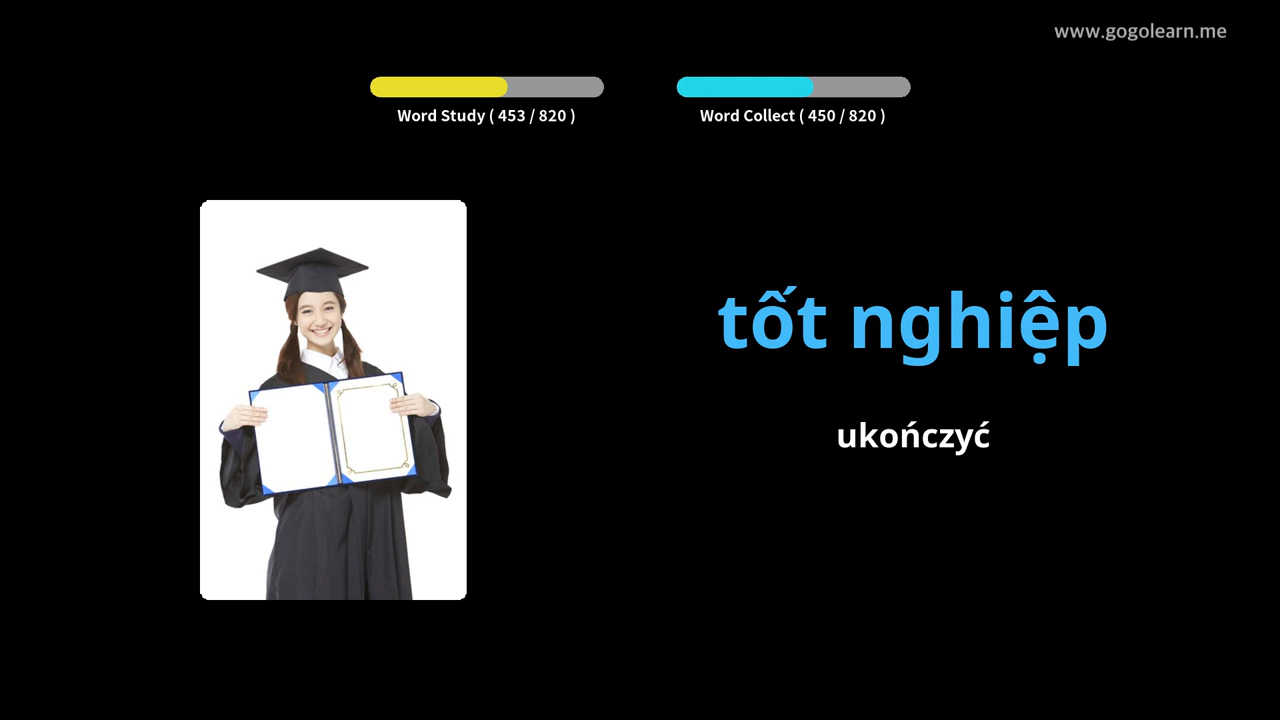 www.gogolearn.me
Word Study ( 453 / 820 )
Word Collect ( 450 / 820 )
tốt nghiệp
ukończyć